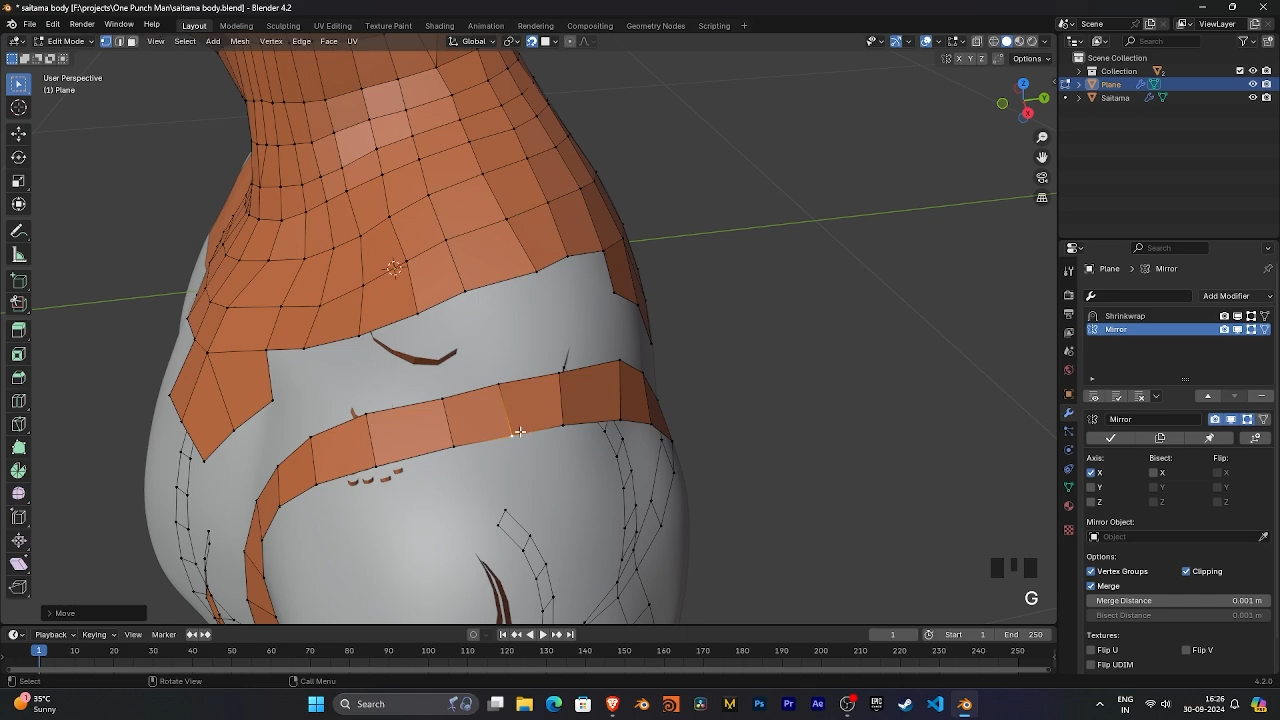 * saitama body [F:\projects\One Punch Man\saitama body.blend] - Blender 4.2
File Edit Render Window Help Layout Modeling Sculpting UV Editing Texture Paint Shading Animation Rendering Compositing Geometry Nodes Scripting Scene ViewLayer
Edit Mode View Select Add Mesh Vertex Edge Face UV Global Search
X Y Z Options
User Perspective
(1) Plane
Scene Collection
Collection 2
Plane
Saitama
Z
Y
X
Search
Plane > Mirror
Add Modifier
Shrinkwrap
Mirror
Mirror
Axis: Bisect: Flip:
X X X
Y Y Y
Z Z Z
Mirror Object:
Object
Options:
Vertex Groups Clipping
Merge
Merge Distance 0.001 m
Bisect Distance 0.001 m
Textures:
Flip U Flip V
Flip UDIM
G
> Move
Playback Keying View Marker 1 Start 1 End 250
1 10 20 30 40 50 60 70 80 90 100 110 120 130 140 150 160 170 180 190 200 210 220 230 240 250
Select Rotate View Call Menu 4.2.0
35°C
Sunny
Search
ENG
IN
16:26
30-09-2024